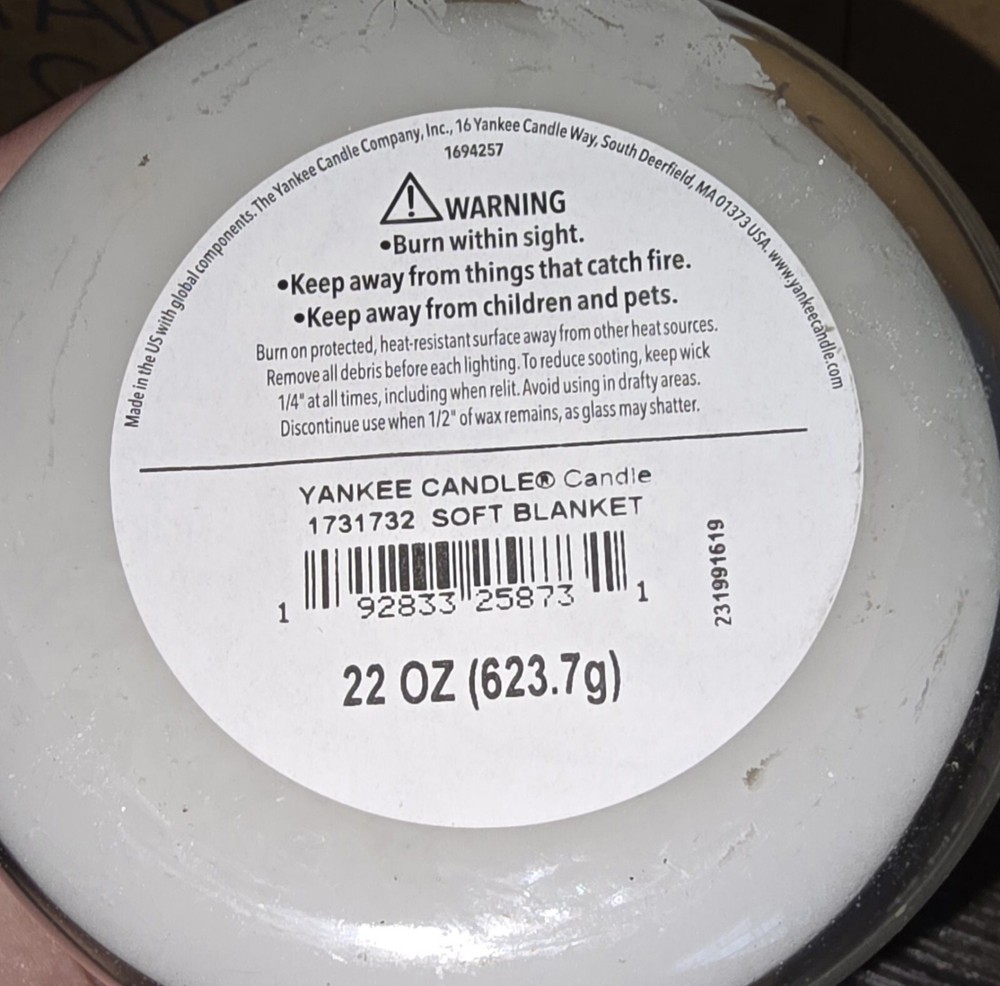 Made in the US with global components. The Yankee Candle Company, Inc., 16 Yankee Candle Way, South Deerfield, MA 01373 USA. www.yankeecandle.com
1694257
WARNING
•Burn within sight.
•Keep away from things that catch fire.
•Keep away from children and pets.
Burn on protected, heat-resistant surface away from other heat sources.
Remove all debris before each lighting. To reduce sooting, keep wick
1/4" at all times, including when relit. Avoid using in drafty areas.
Discontinue use when 1/2" of wax remains, as glass may shatter.
YANKEE CANDLE® Candle
1731732 SOFT BLANKET
1 92833 25873 1
231991619
22 OZ (623.7g)